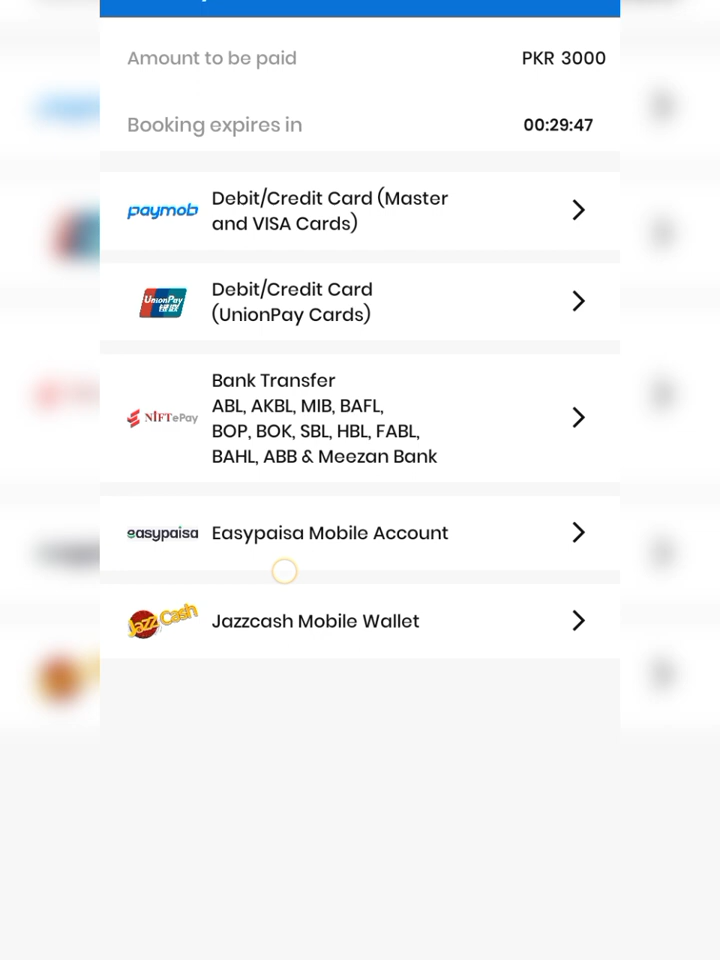 Amount to be paid PKR 3000
Booking expires in 00:29:47
paymob Debit/Credit Card (Master
and VISA Cards)
UnionPay Debit/Credit Card
银联 (UnionPay Cards)
Bank Transfer
ABL, AKBL, MIB, BAFL,
NIFTePay BOP, BOK, SBL, HBL, FABL,
BAHL, ABB & Meezan Bank
easypaisa Easypaisa Mobile Account
JazzCash Jazzcash Mobile Wallet